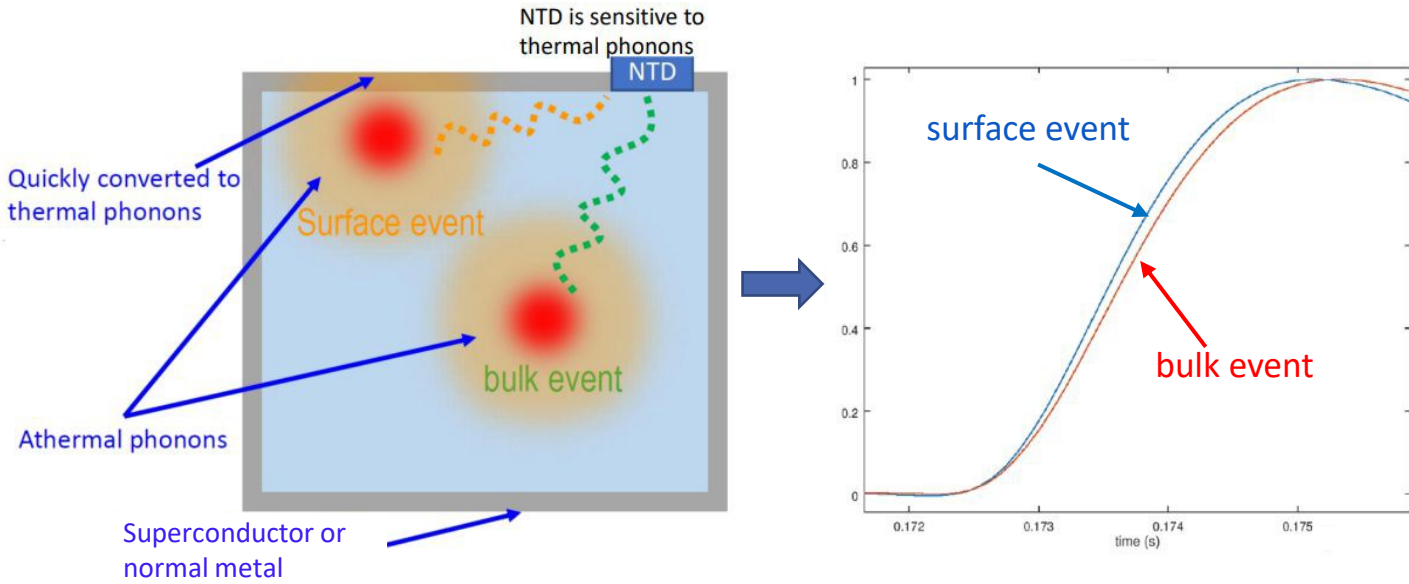 NTD is sensitive to
thermal phonons
NTD
Quickly converted to
thermal phonons
Surface event
bulk event
Athermal phonons
Superconductor or
normal metal
surface event
bulk event
1
0.8
0.6
0.4
0.2
0
0.172
0.173
0.174
0.175
time (s)